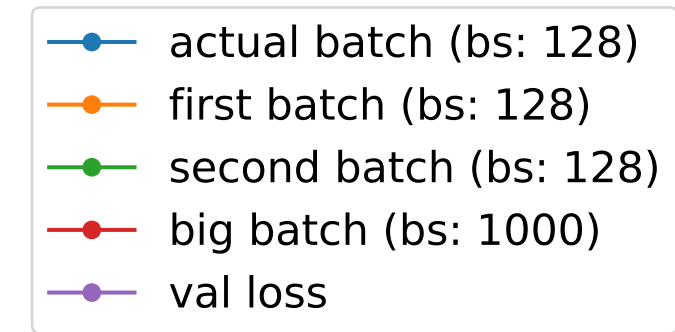 actual batch (bs: 128)
first batch (bs: 128)
second batch (bs: 128)
big batch (bs: 1000)
val loss